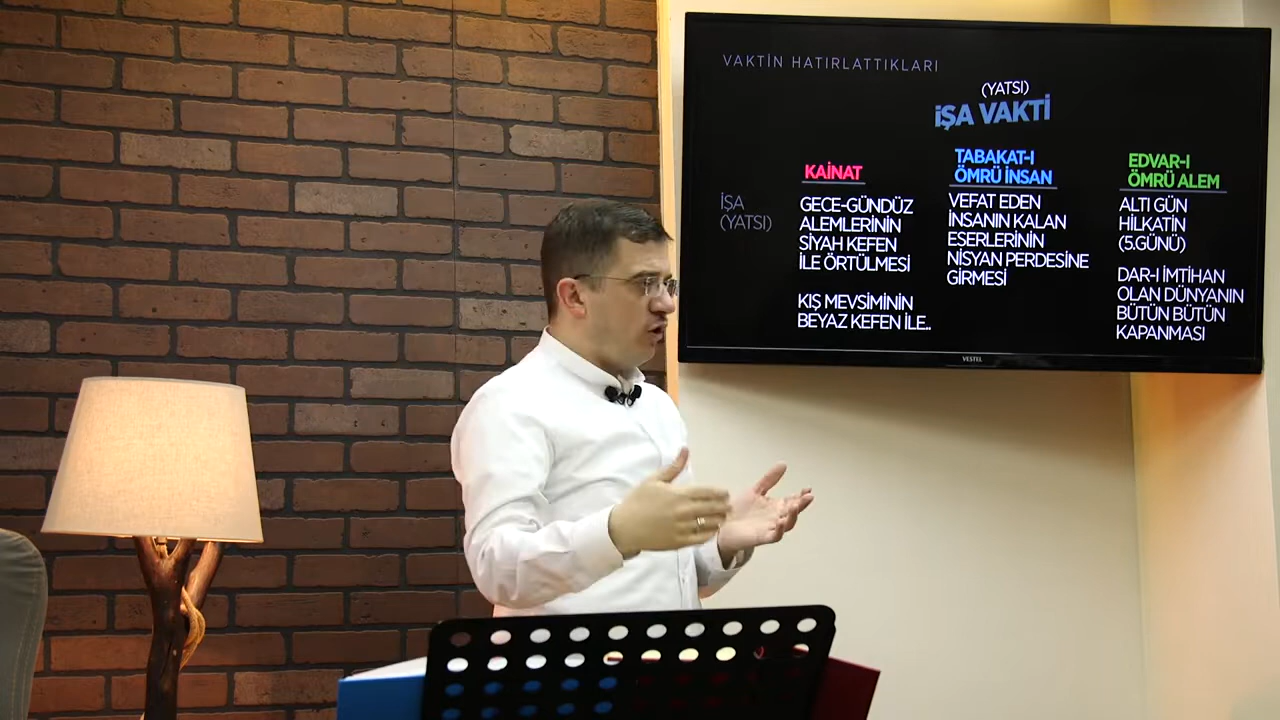 VAKTİN HATIRLATTIKLARI
(YATSI)
İŞA VAKTİ
İŞA
(YATSI)
KAİNAT
GECE-GÜNDÜZ
ALEMLERİNİN
SİYAH KEFEN
İLE ÖRTÜLMESİ
KIŞ MEVSİMİNİN
BEYAZ KEFEN İLE..
TABAKAT-I
ÖMRÜ İNSAN
VEFAT EDEN
İNSANIN KALAN
ESERLERİNİN
NİSYAN PERDESİNE
GİRMESİ
EDVAR-I
ÖMRÜ ALEM
ALTI GÜN
HİLKATİN
(5.GÜNÜ)
DAR-I İMTİHAN
OLAN DÜNYANIN
BÜTÜN BÜTÜN
KAPANMASI
VESTEL